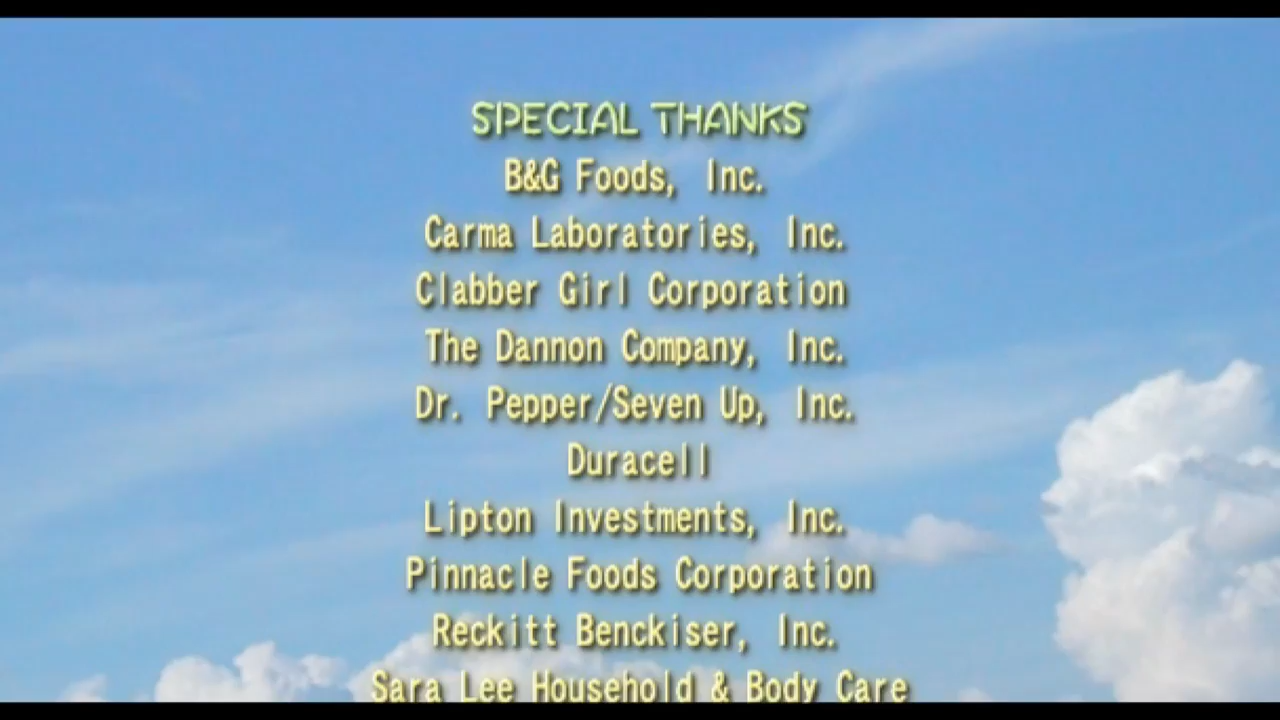 SPECIAL THANKS
B&G Foods, Inc.
Carma Laboratories, Inc.
Clabber Girl Corporation
The Dannon Company, Inc.
Dr. Pepper/Seven Up, Inc.
Duracell
Lipton Investments, Inc.
Pinnacle Foods Corporation
Reckitt Benckiser, Inc.
Sara Lee Household & Body Care